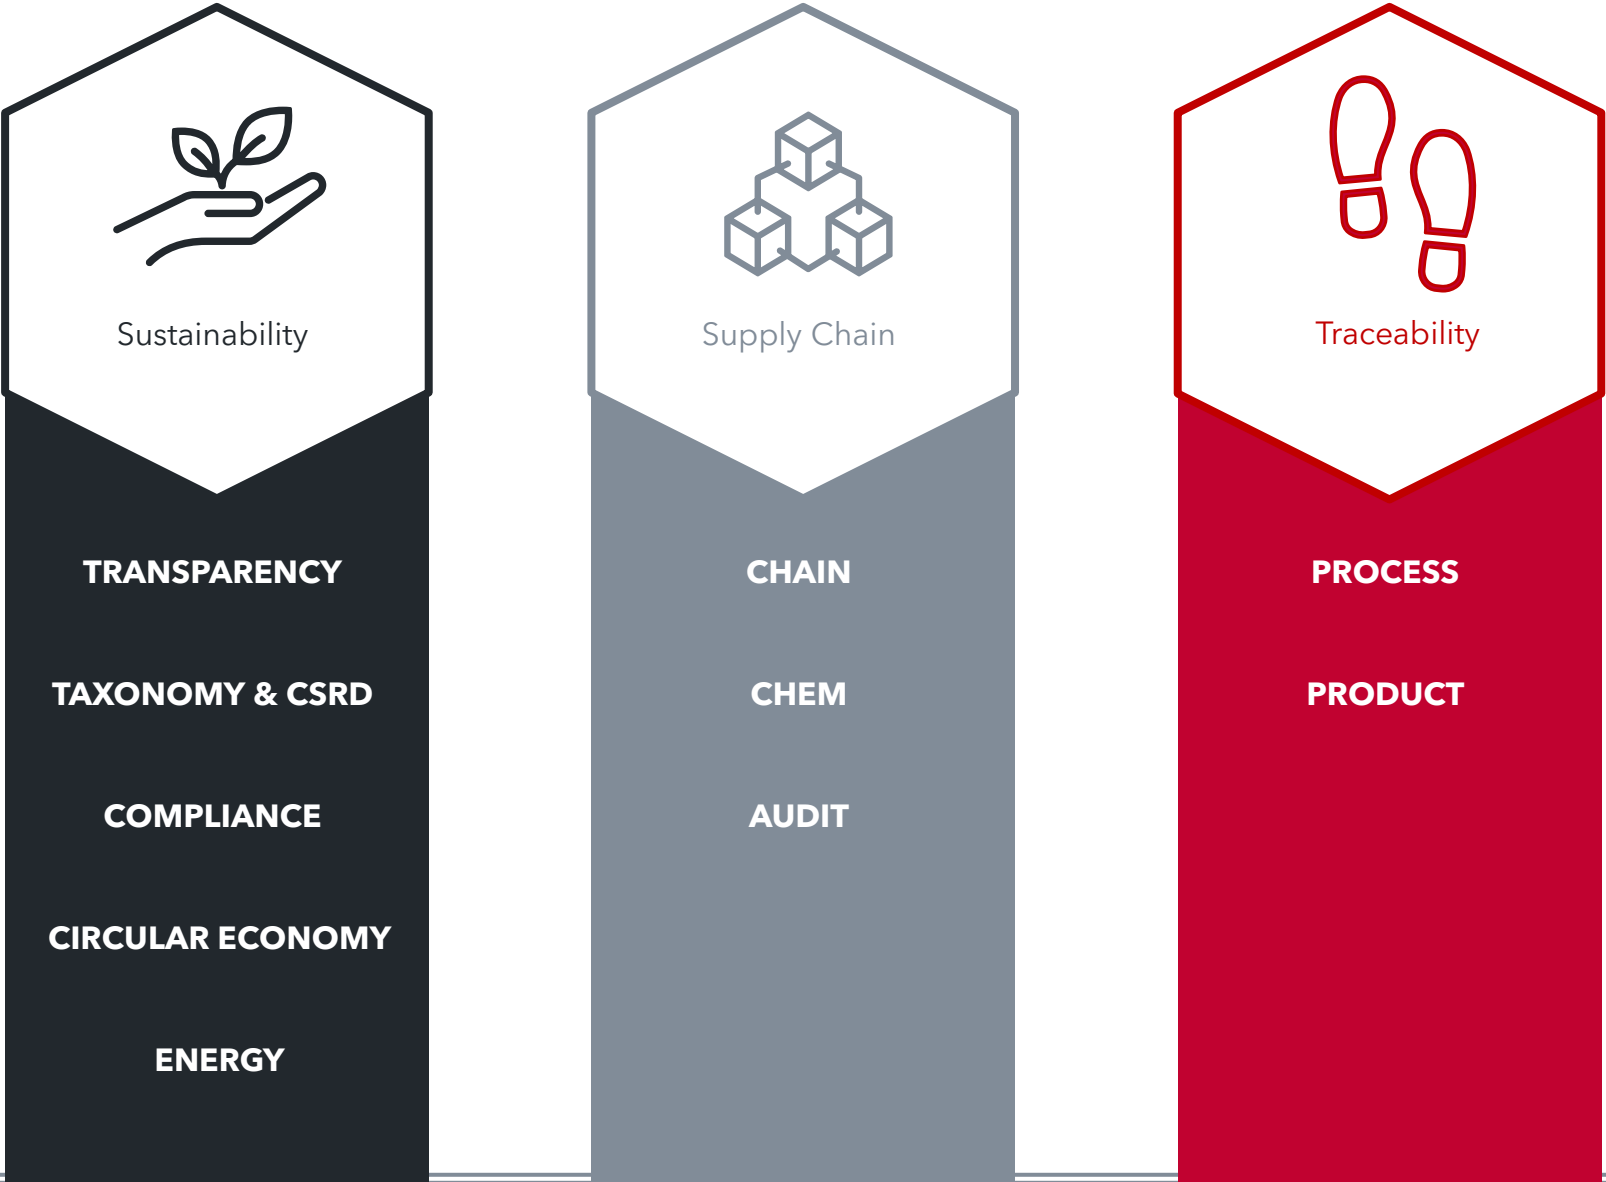 Sustainability
TRANSPARENCY
TAXONOMY & CSRD
COMPLIANCE
CIRCULAR ECONOMY
ENERGY
Supply Chain
CHAIN
CHEM
AUDIT
Traceability
PROCESS
PRODUCT